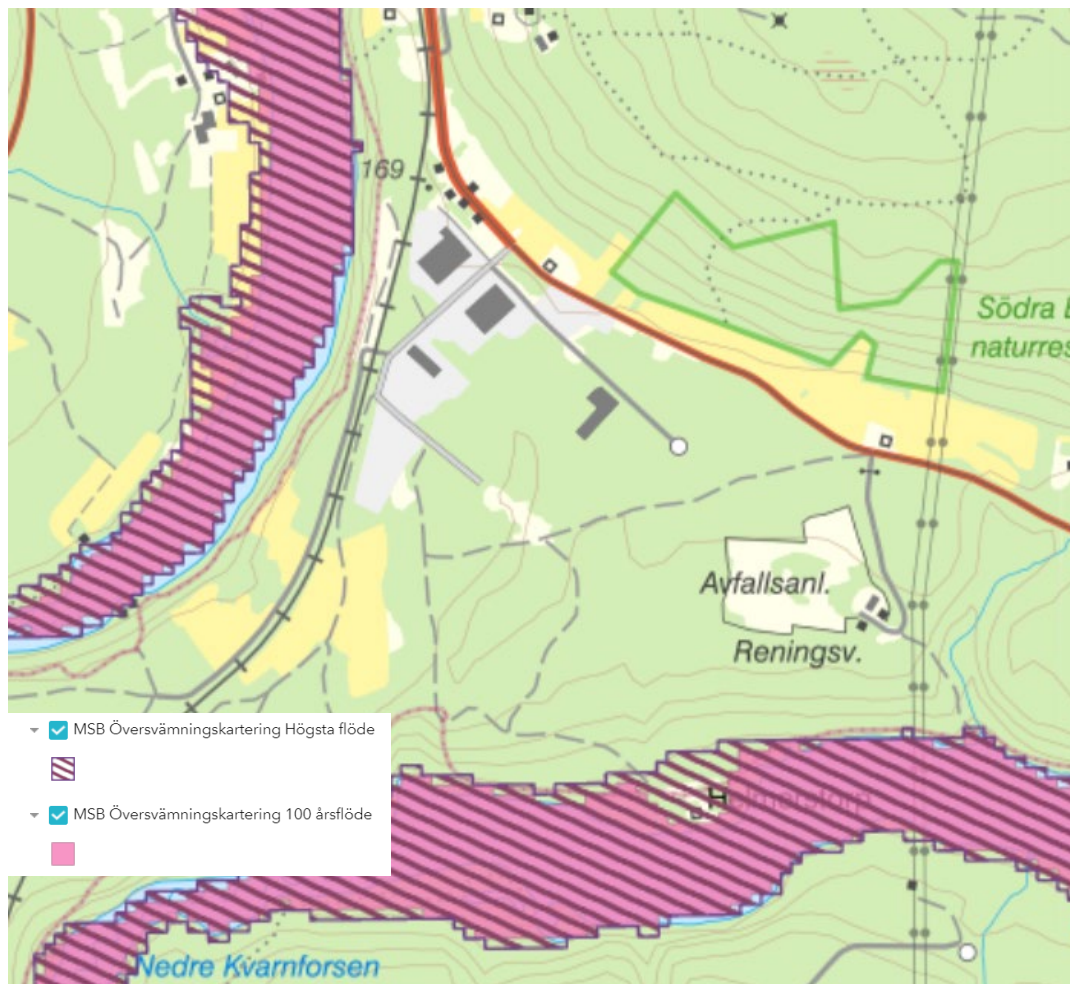 169
Södra
naturres
Avfallsanl.
Reningsv.
MSB Översvämningskartering Högsta flöde
MSB Översvämningskartering 100 årsflöde
Nedre Kvarnforsen